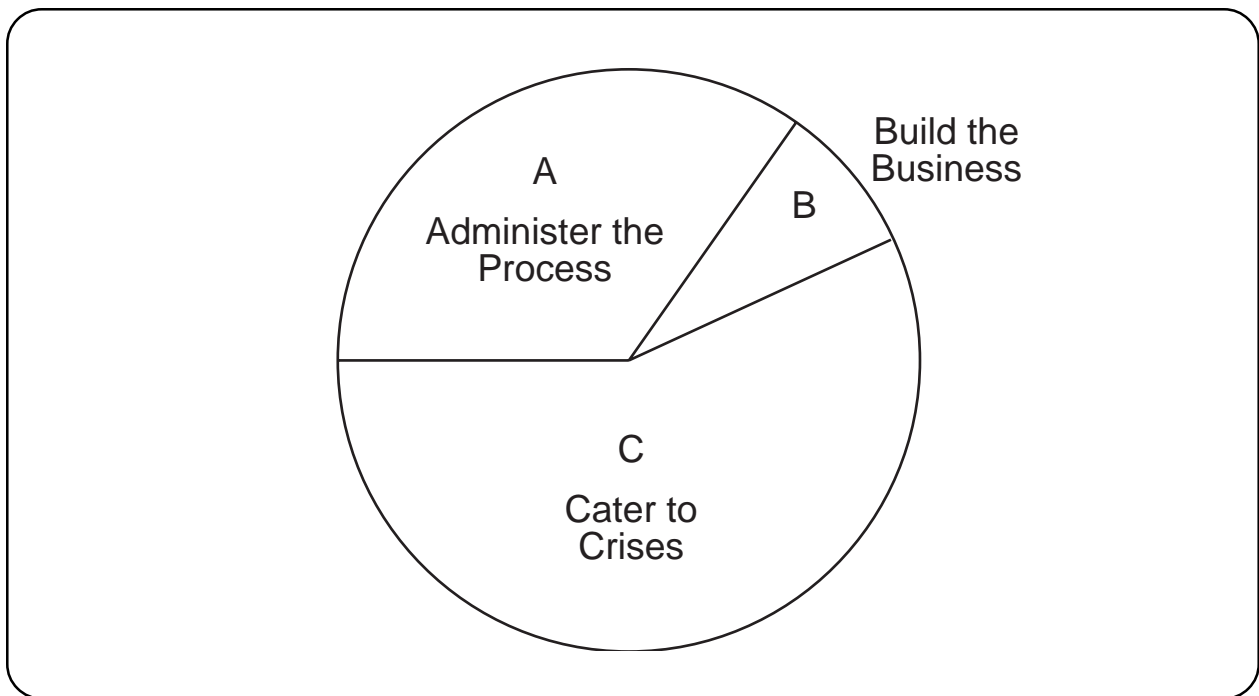 A
Administer the
Process
Build the
Business
B
C
Cater to
Crises